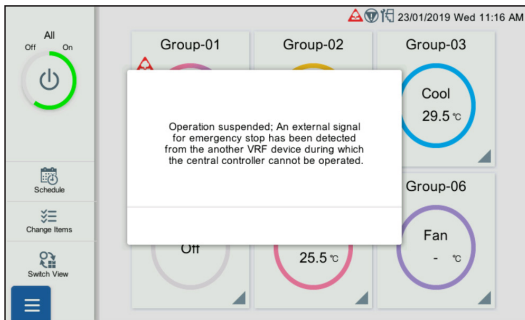 23/01/2019 Wed 11:16 AM
All
Off On
Group-01
Group-02
Group-03
Cool
29.5 °C
Operation suspended; An external signal
for emergency stop has been detected
from the another VRF device during which
the central controller cannot be operated.
Schedule
Change Items
Switch View
Group-06
Off
25.5 °C
Fan
- °C